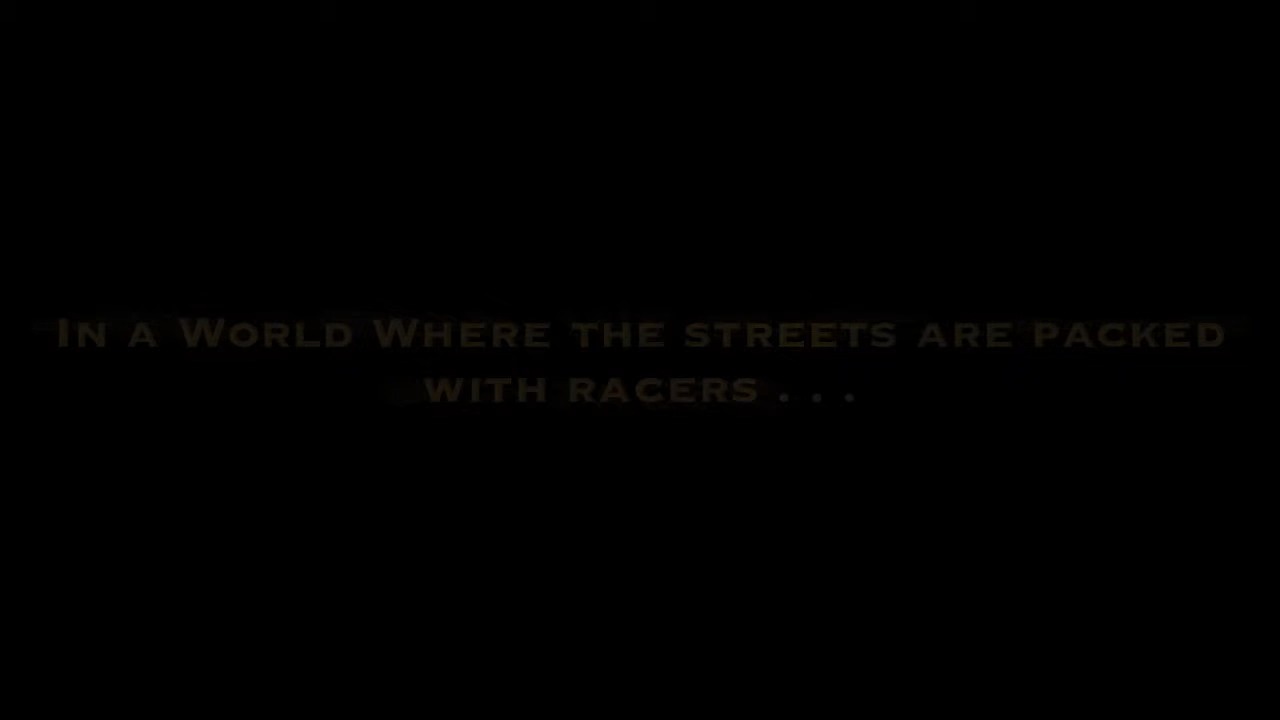 In a World Where the streets are packed
with racers . . .